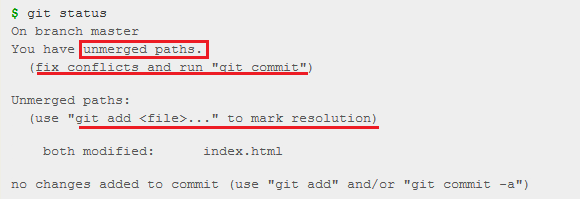 $ git status
On branch master
You have unmerged paths.
(fix conflicts and run "git commit")
Unmerged paths:
(use "git add <file>..." to mark resolution)
both modified: index.html
no changes added to commit (use "git add" and/or "git commit -a")